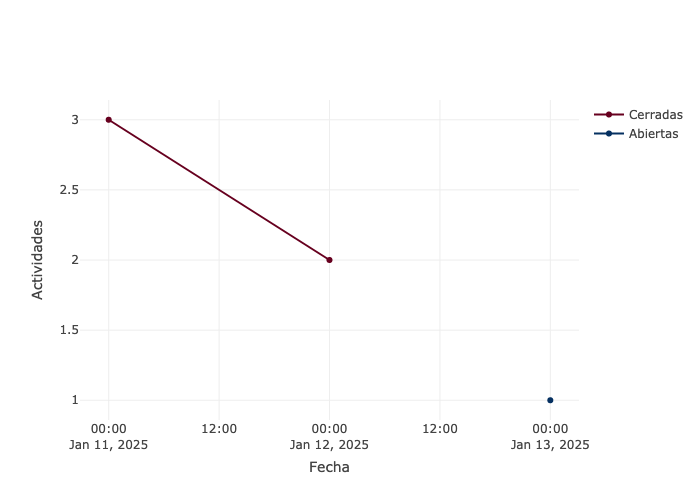 Cerradas
Abiertas
3
2.5
2
1.5
1
Actividades
00:00 12:00 00:00 12:00 00:00
Jan 11, 2025 Jan 12, 2025 Jan 13, 2025
Fecha